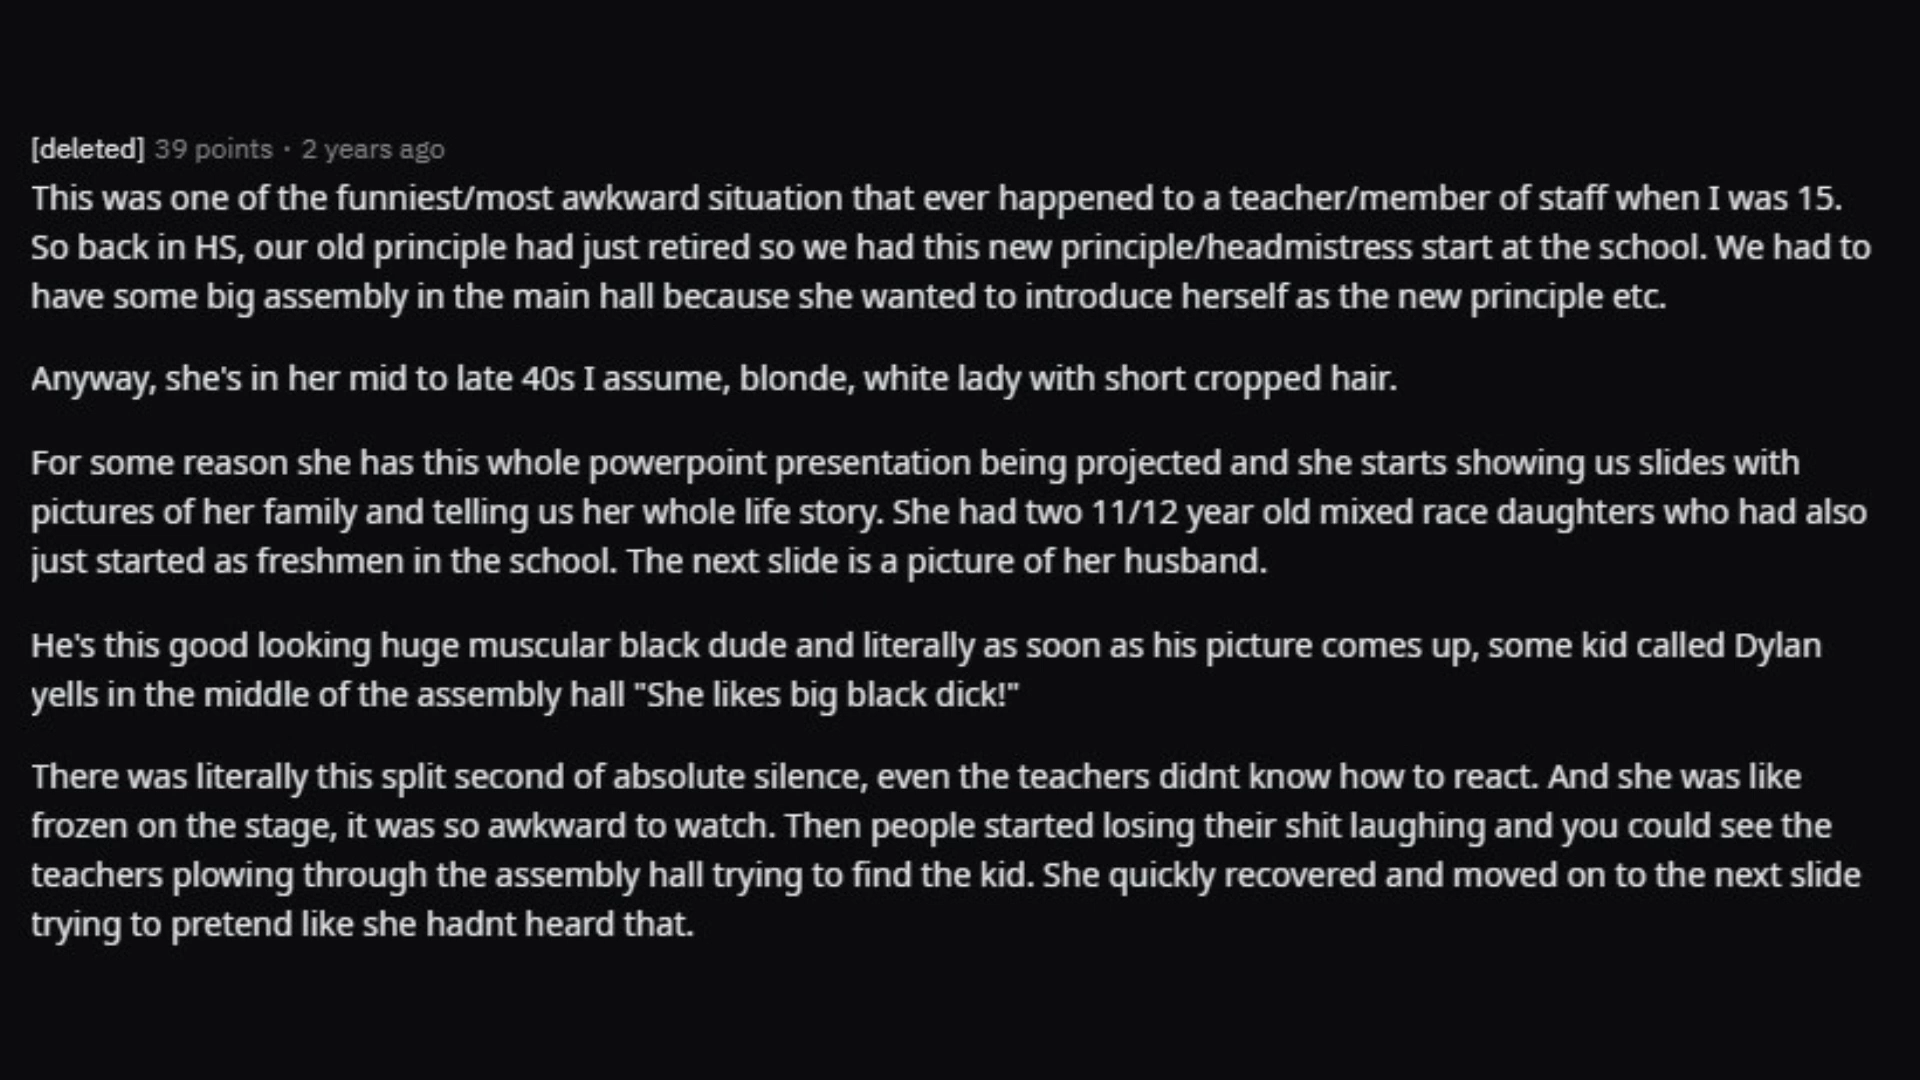 [deleted] 39 points · 2 years ago
This was one of the funniest/most awkward situation that ever happened to a teacher/member of staff when I was 15.
So back in HS, our old principle had just retired so we had this new principle/headmistress start at the school. We had to
have some big assembly in the main hall because she wanted to introduce herself as the new principle etc.
Anyway, she's in her mid to late 40s I assume, blonde, white lady with short cropped hair.
For some reason she has this whole powerpoint presentation being projected and she starts showing us slides with
pictures of her family and telling us her whole life story. She had two 11/12 year old mixed race daughters who had also
just started as freshmen in the school. The next slide is a picture of her husband.
He's this good looking huge muscular black dude and literally as soon as his picture comes up, some kid called Dylan
yells in the middle of the assembly hall "She likes big black dick!"
There was literally this split second of absolute silence, even the teachers didnt know how to react. And she was like
frozen on the stage, it was so awkward to watch. Then people started losing their shit laughing and you could see the
teachers plowing through the assembly hall trying to find the kid. She quickly recovered and moved on to the next slide
trying to pretend like she hadnt heard that.